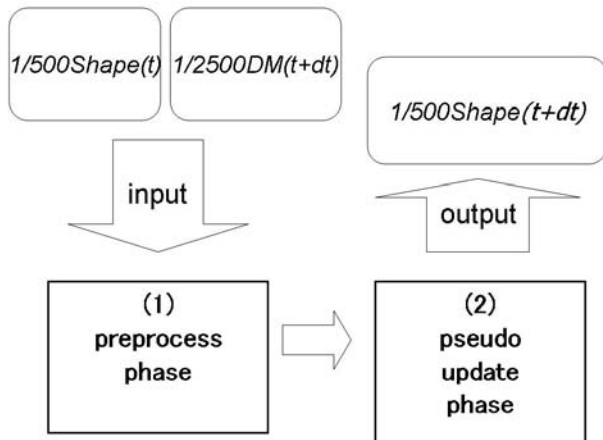 1/500Shape(t)
1/2500DM(t+dt)
1/500Shape(t+dt)
input
output
(1)
preprocess
phase
(2)
pseudo
update
phase